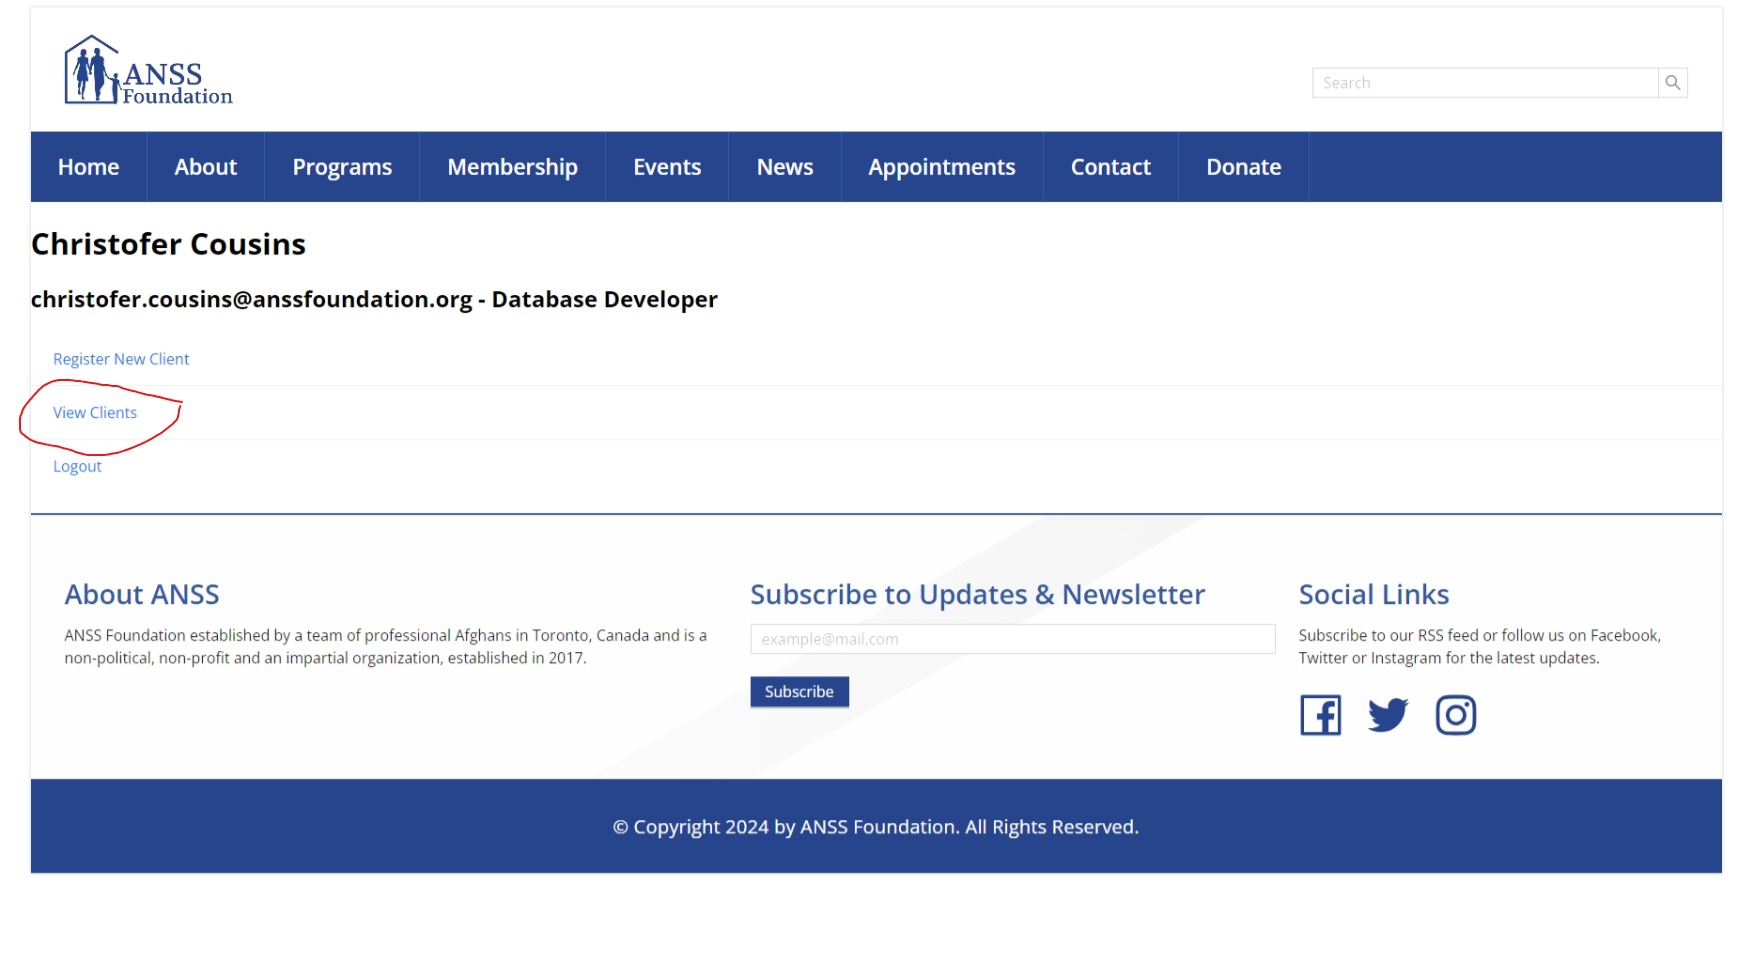 ANSS
Foundation
Search
Home About Programs Membership Events News Appointments Contact Donate
Christofer Cousins
christofer.cousins@anssfoundation.org - Database Developer
Register New Client
View Clients
Logout
About ANSS
ANSS Foundation established by a team of professional Afghans in Toronto, Canada and is a
non-political, non-profit and an impartial organization, established in 2017.
Subscribe to Updates & Newsletter
example@mail.com
Subscribe
Social Links
Subscribe to our RSS feed or follow us on Facebook,
Twitter or Instagram for the latest updates.
© Copyright 2024 by ANSS Foundation. All Rights Reserved.